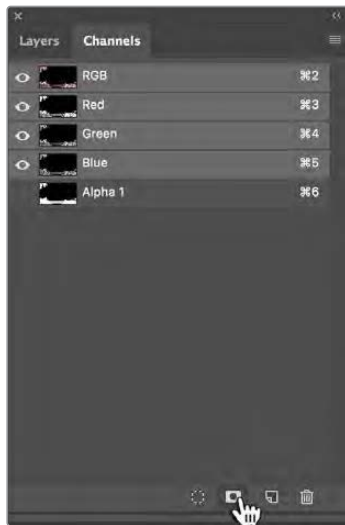 Layers Channels
RGB ⌘2
Red ⌘3
Green ⌘4
Blue ⌘5
Alpha 1 ⌘6